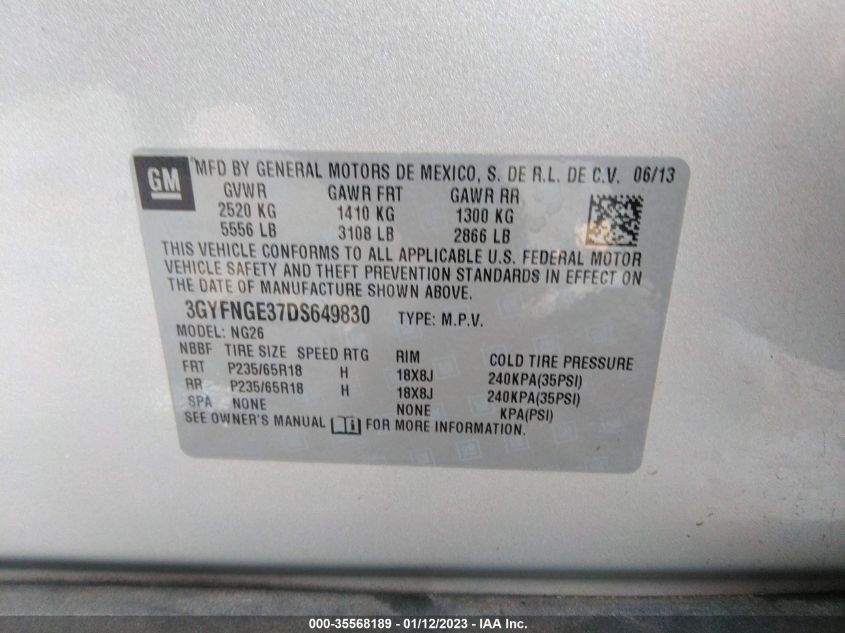 GM
MFD BY GENERAL MOTORS DE MEXICO, S. DE R.L. DE C.V. 06/13
GVWR GAWR FRT GAWR RR
2520 KG 1410 KG 1300 KG
5556 LB 3108 LB 2866 LB
THIS VEHICLE CONFORMS TO ALL APPLICABLE U.S. FEDERAL MOTOR
VEHICLE SAFETY AND THEFT PREVENTION STANDARDS IN EFFECT ON
THE DATE OF MANUFACTURE SHOWN ABOVE.
3GYFNGE37DS649830 TYPE: M.P.V.
MODEL: NG26
NBBF TIRE SIZE SPEED RTG RIM COLD TIRE PRESSURE
FRT P235/65R18 H 18X8J 240KPA(35PSI)
RR P235/65R18 H 18X8J 240KPA(35PSI)
SPA NONE NONE KPA(PSI)
SEE OWNER'S MANUAL FOR MORE INFORMATION.
000-35568189 - 01/12/2023 - IAA Inc.